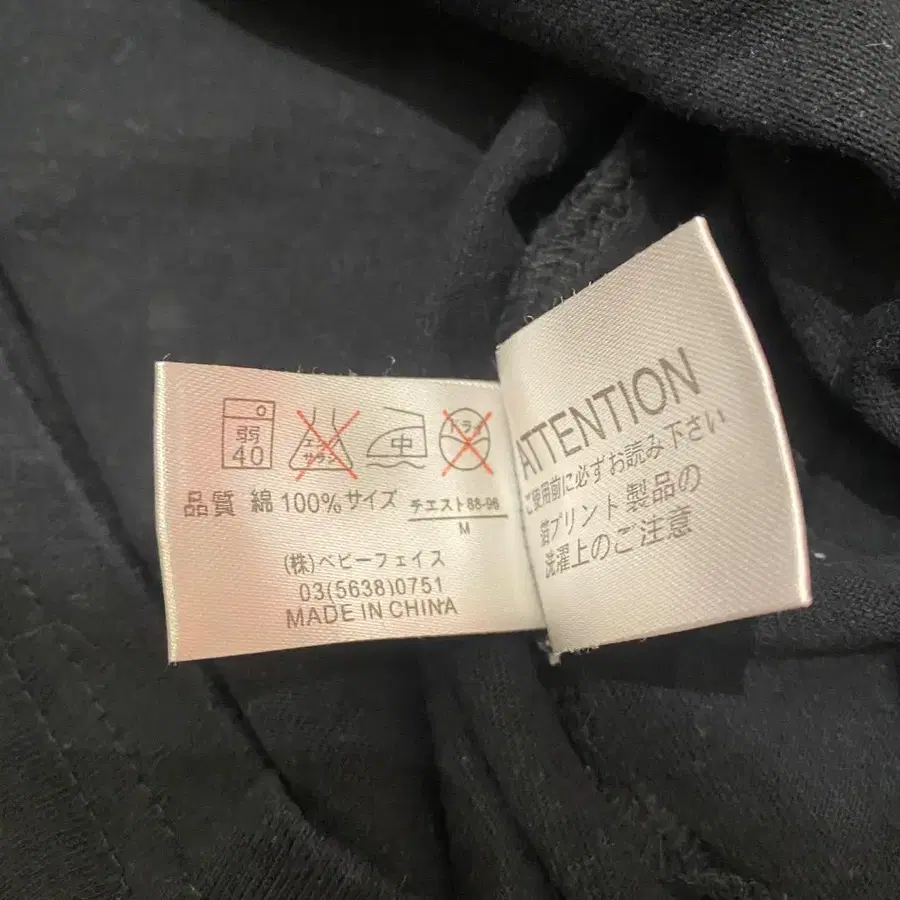 弱
40
エンソ
サラシ
中
ドライ
品質 綿 100% サイズ チエスト88-96
M
(株)ベビーフェイス
03(5638)0751
MADE IN CHINA
ATTENTION
ご使用前に必ずお読み下さい
箔プリント製品の
洗濯上のご注意